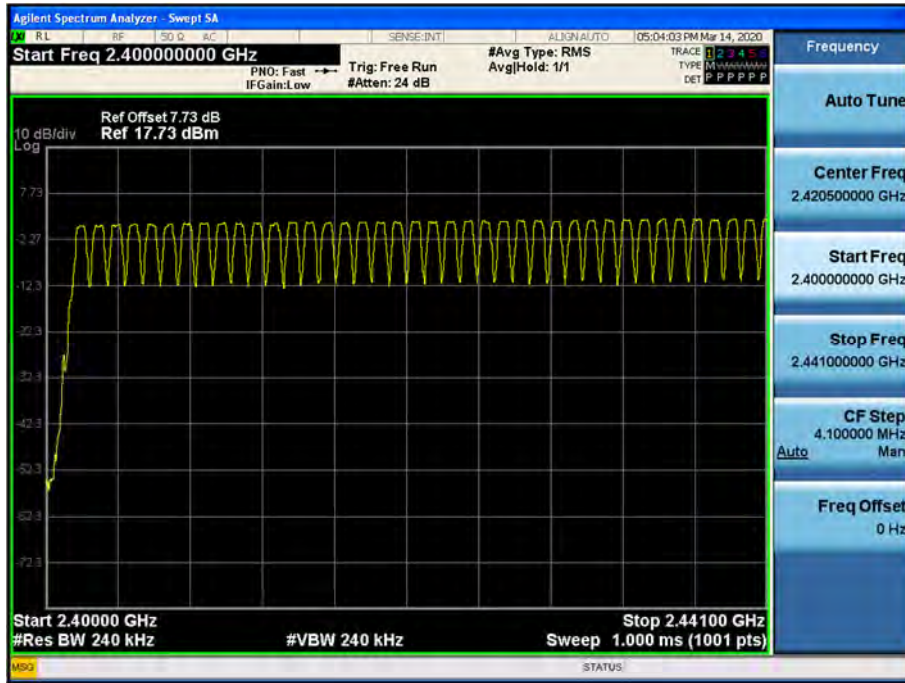 Agilent Spectrum Analyzer - Swept SA
RL RF 50 Ω AC SENSE:INT ALIGN AUTO 05:04:03 PM Mar 14, 2020
Start Freq 2.400000000 GHz
PNO: Fast
IFGain:Low
Trig: Free Run
#Atten: 24 dB
#Avg Type: RMS
Avg|Hold: 1/1
TRACE 1 2 3 4 5 6
TYPE M
DET P P P P P P
Frequency
Auto Tune
Center Freq
2.420500000 GHz
Start Freq
2.400000000 GHz
Stop Freq
2.441000000 GHz
CF Step
4.100000 MHz
Auto Man
Freq Offset
0 Hz
Ref Offset 7.73 dB
10 dB/div Ref 17.73 dBm
Log
7.73
-2.27
-12.3
-22.3
-32.3
-42.3
-52.3
-62.3
-72.3
Start 2.40000 GHz Stop 2.44100 GHz
#Res BW 240 kHz #VBW 240 kHz Sweep 1.000 ms (1001 pts)
MSG STATUS